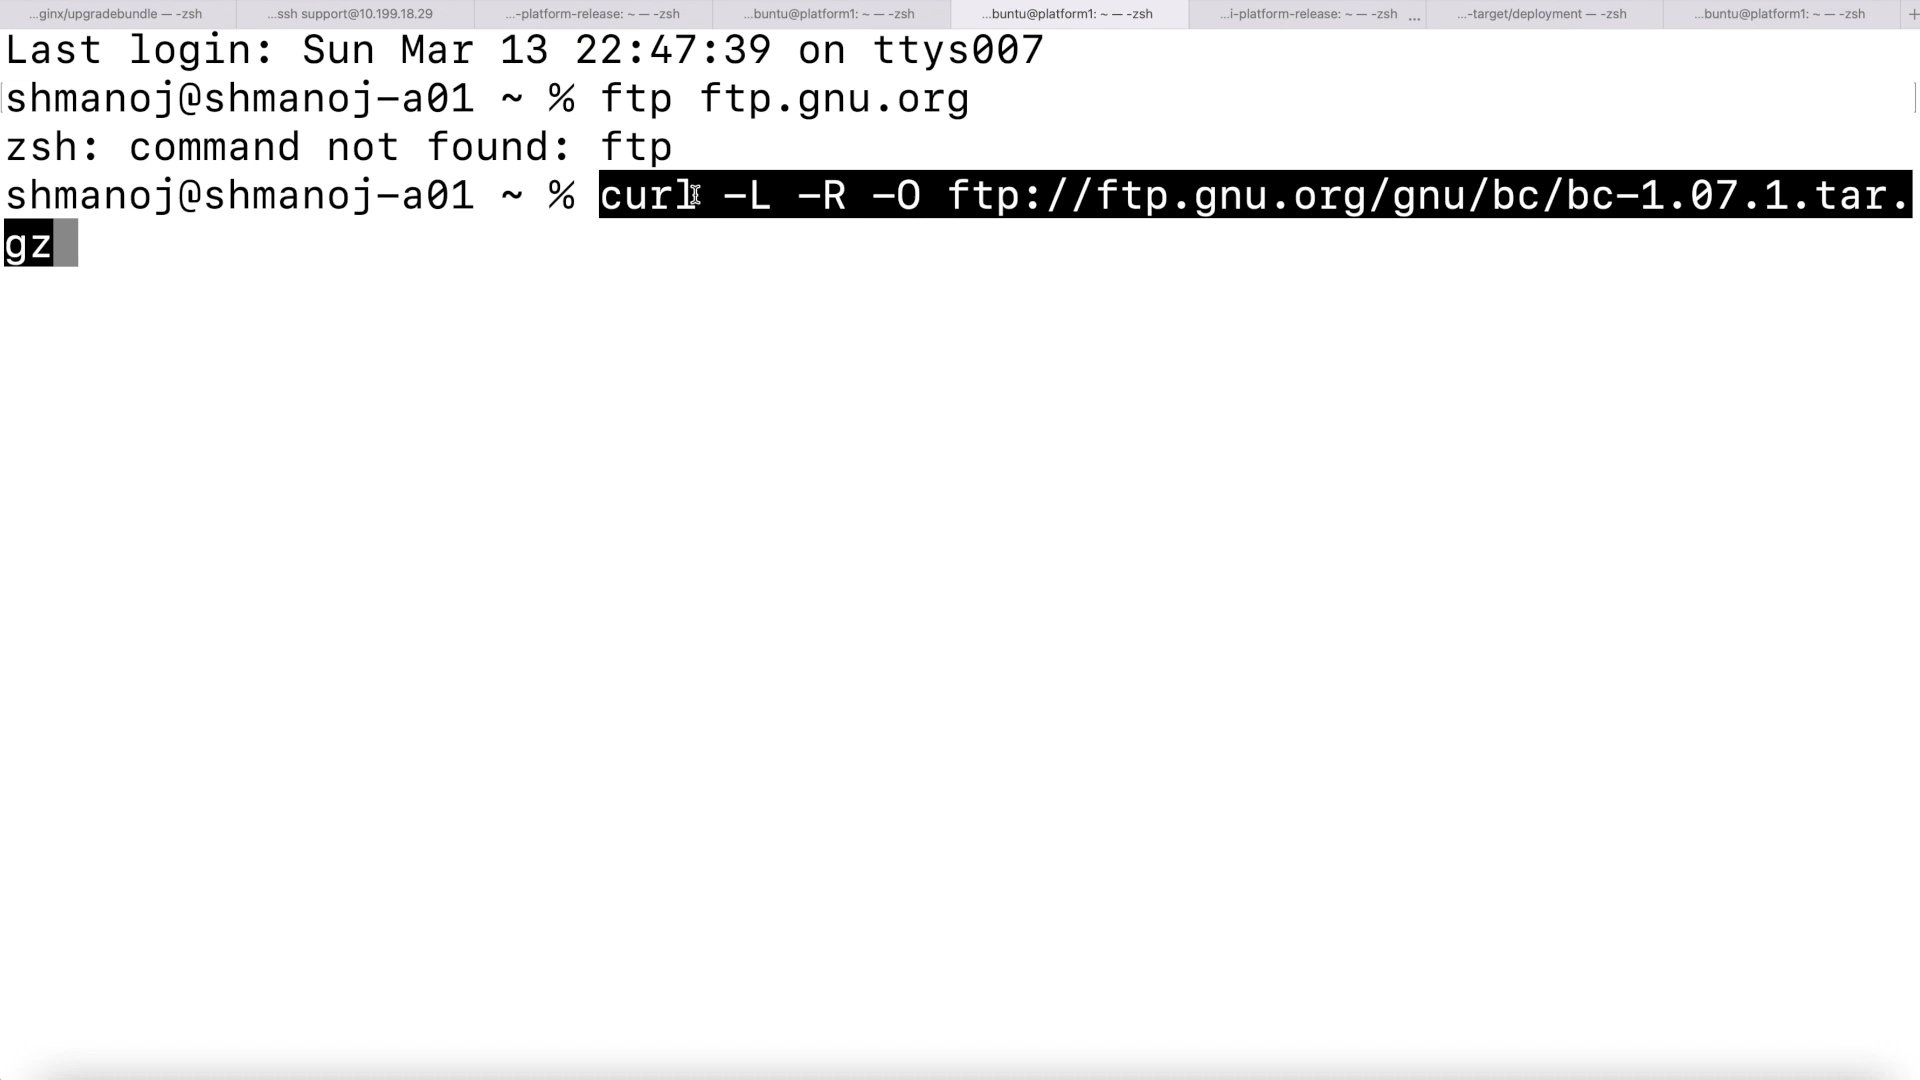 ...ginx/upgradebundle — -zsh ...ssh support@10.199.18.29 ...-platform-release: ~ — -zsh ...buntu@platform1: ~ — -zsh ...buntu@platform1: ~ — -zsh ...i-platform-release: ~ — -zsh ... ...-target/deployment — -zsh ...buntu@platform1: ~ — -zsh +
Last login: Sun Mar 13 22:47:39 on ttys007
shmanoj@shmanoj-a01 ~ % ftp ftp.gnu.org
zsh: command not found: ftp
shmanoj@shmanoj-a01 ~ % curl -L -R -O ftp://ftp.gnu.org/gnu/bc/bc-1.07.1.tar.
gz